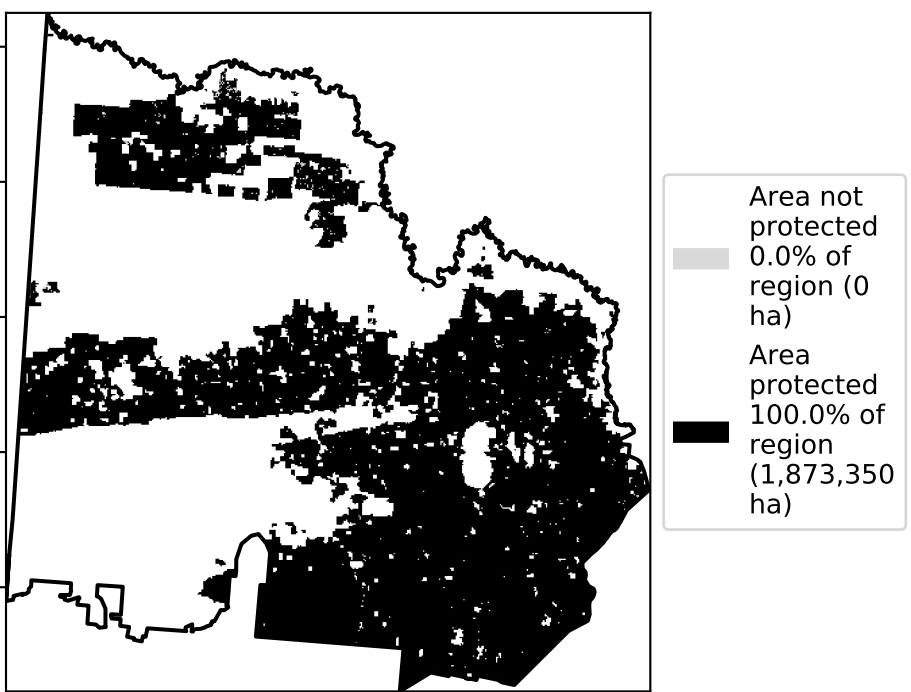 Area not
protected
0.0% of
region (0
ha)
Area
protected
100.0% of
region
(1,873,350
ha)